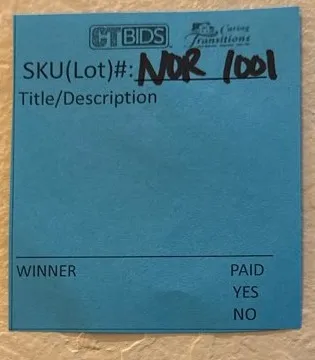 CTBIDS Caring Transitions
SKU(Lot)#: NOR 1001
Title/Description
WINNER PAID
YES
NO